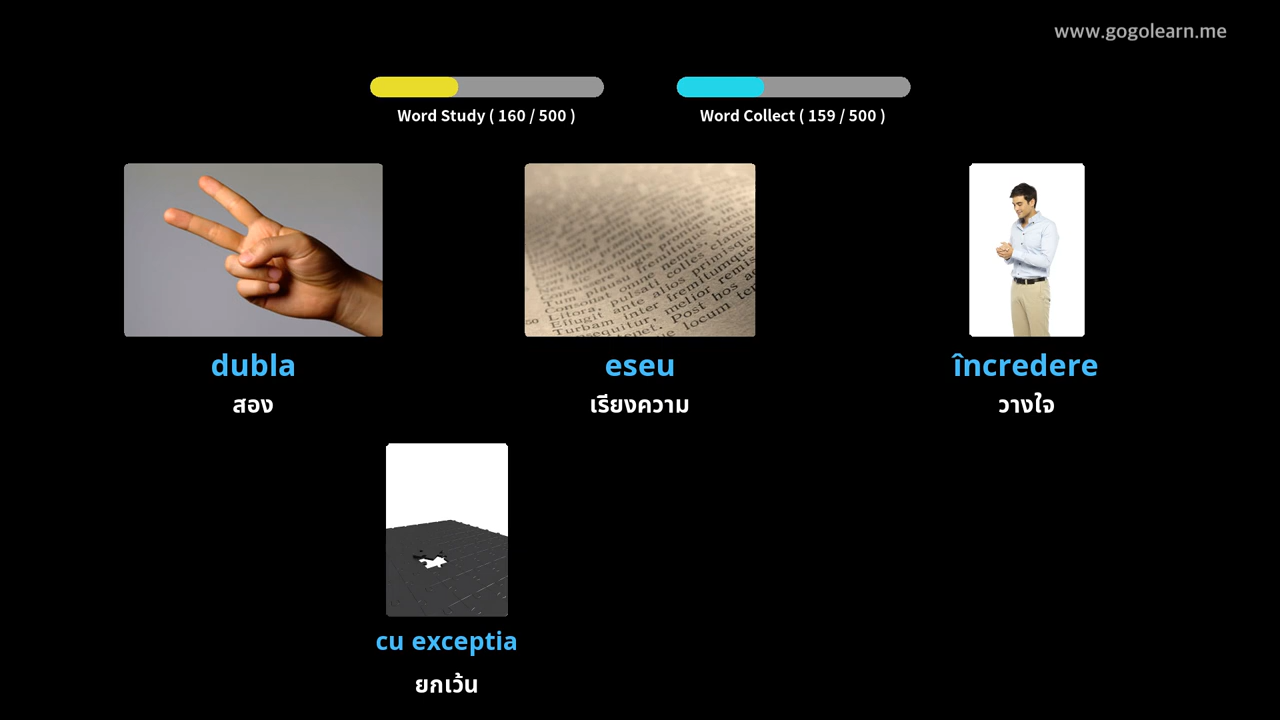 www.gogolearn.me
Word Study ( 160 / 500 )
Word Collect ( 159 / 500 )
dubla
eseu
încredere
สอง
เรียงความ
วางใจ
cu exceptia
ยกเว้น